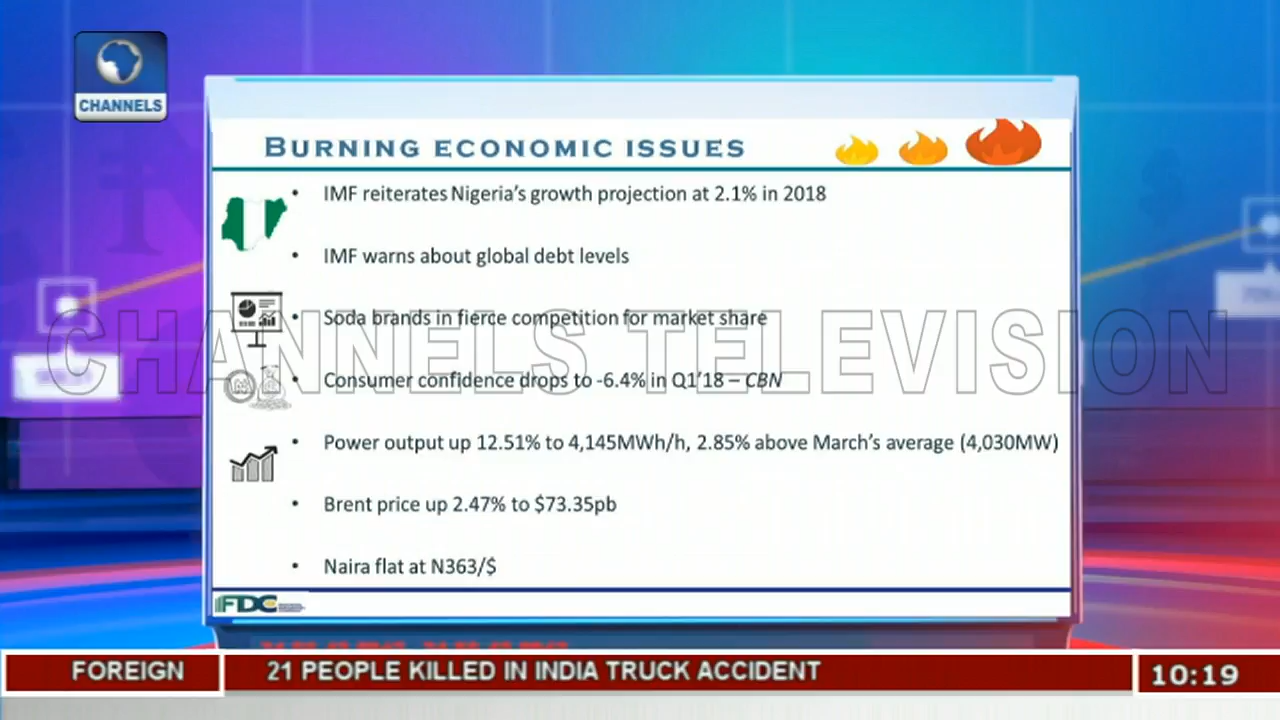 CHANNELS
BURNING ECONOMIC ISSUES
• IMF reiterates Nigeria's growth projection at 2.1% in 2018
• IMF warns about global debt levels
• Soda brands in fierce competition for market share
CHANNELS TELEVISION
• Consumer confidence drops to -6.4% in Q1'18 – CBN
• Power output up 12.51% to 4,145MWh/h, 2.85% above March's average (4,030MW)
• Brent price up 2.47% to $73.35pb
• Naira flat at N363/$
FDC
FOREIGN
21 PEOPLE KILLED IN INDIA TRUCK ACCIDENT
10:19